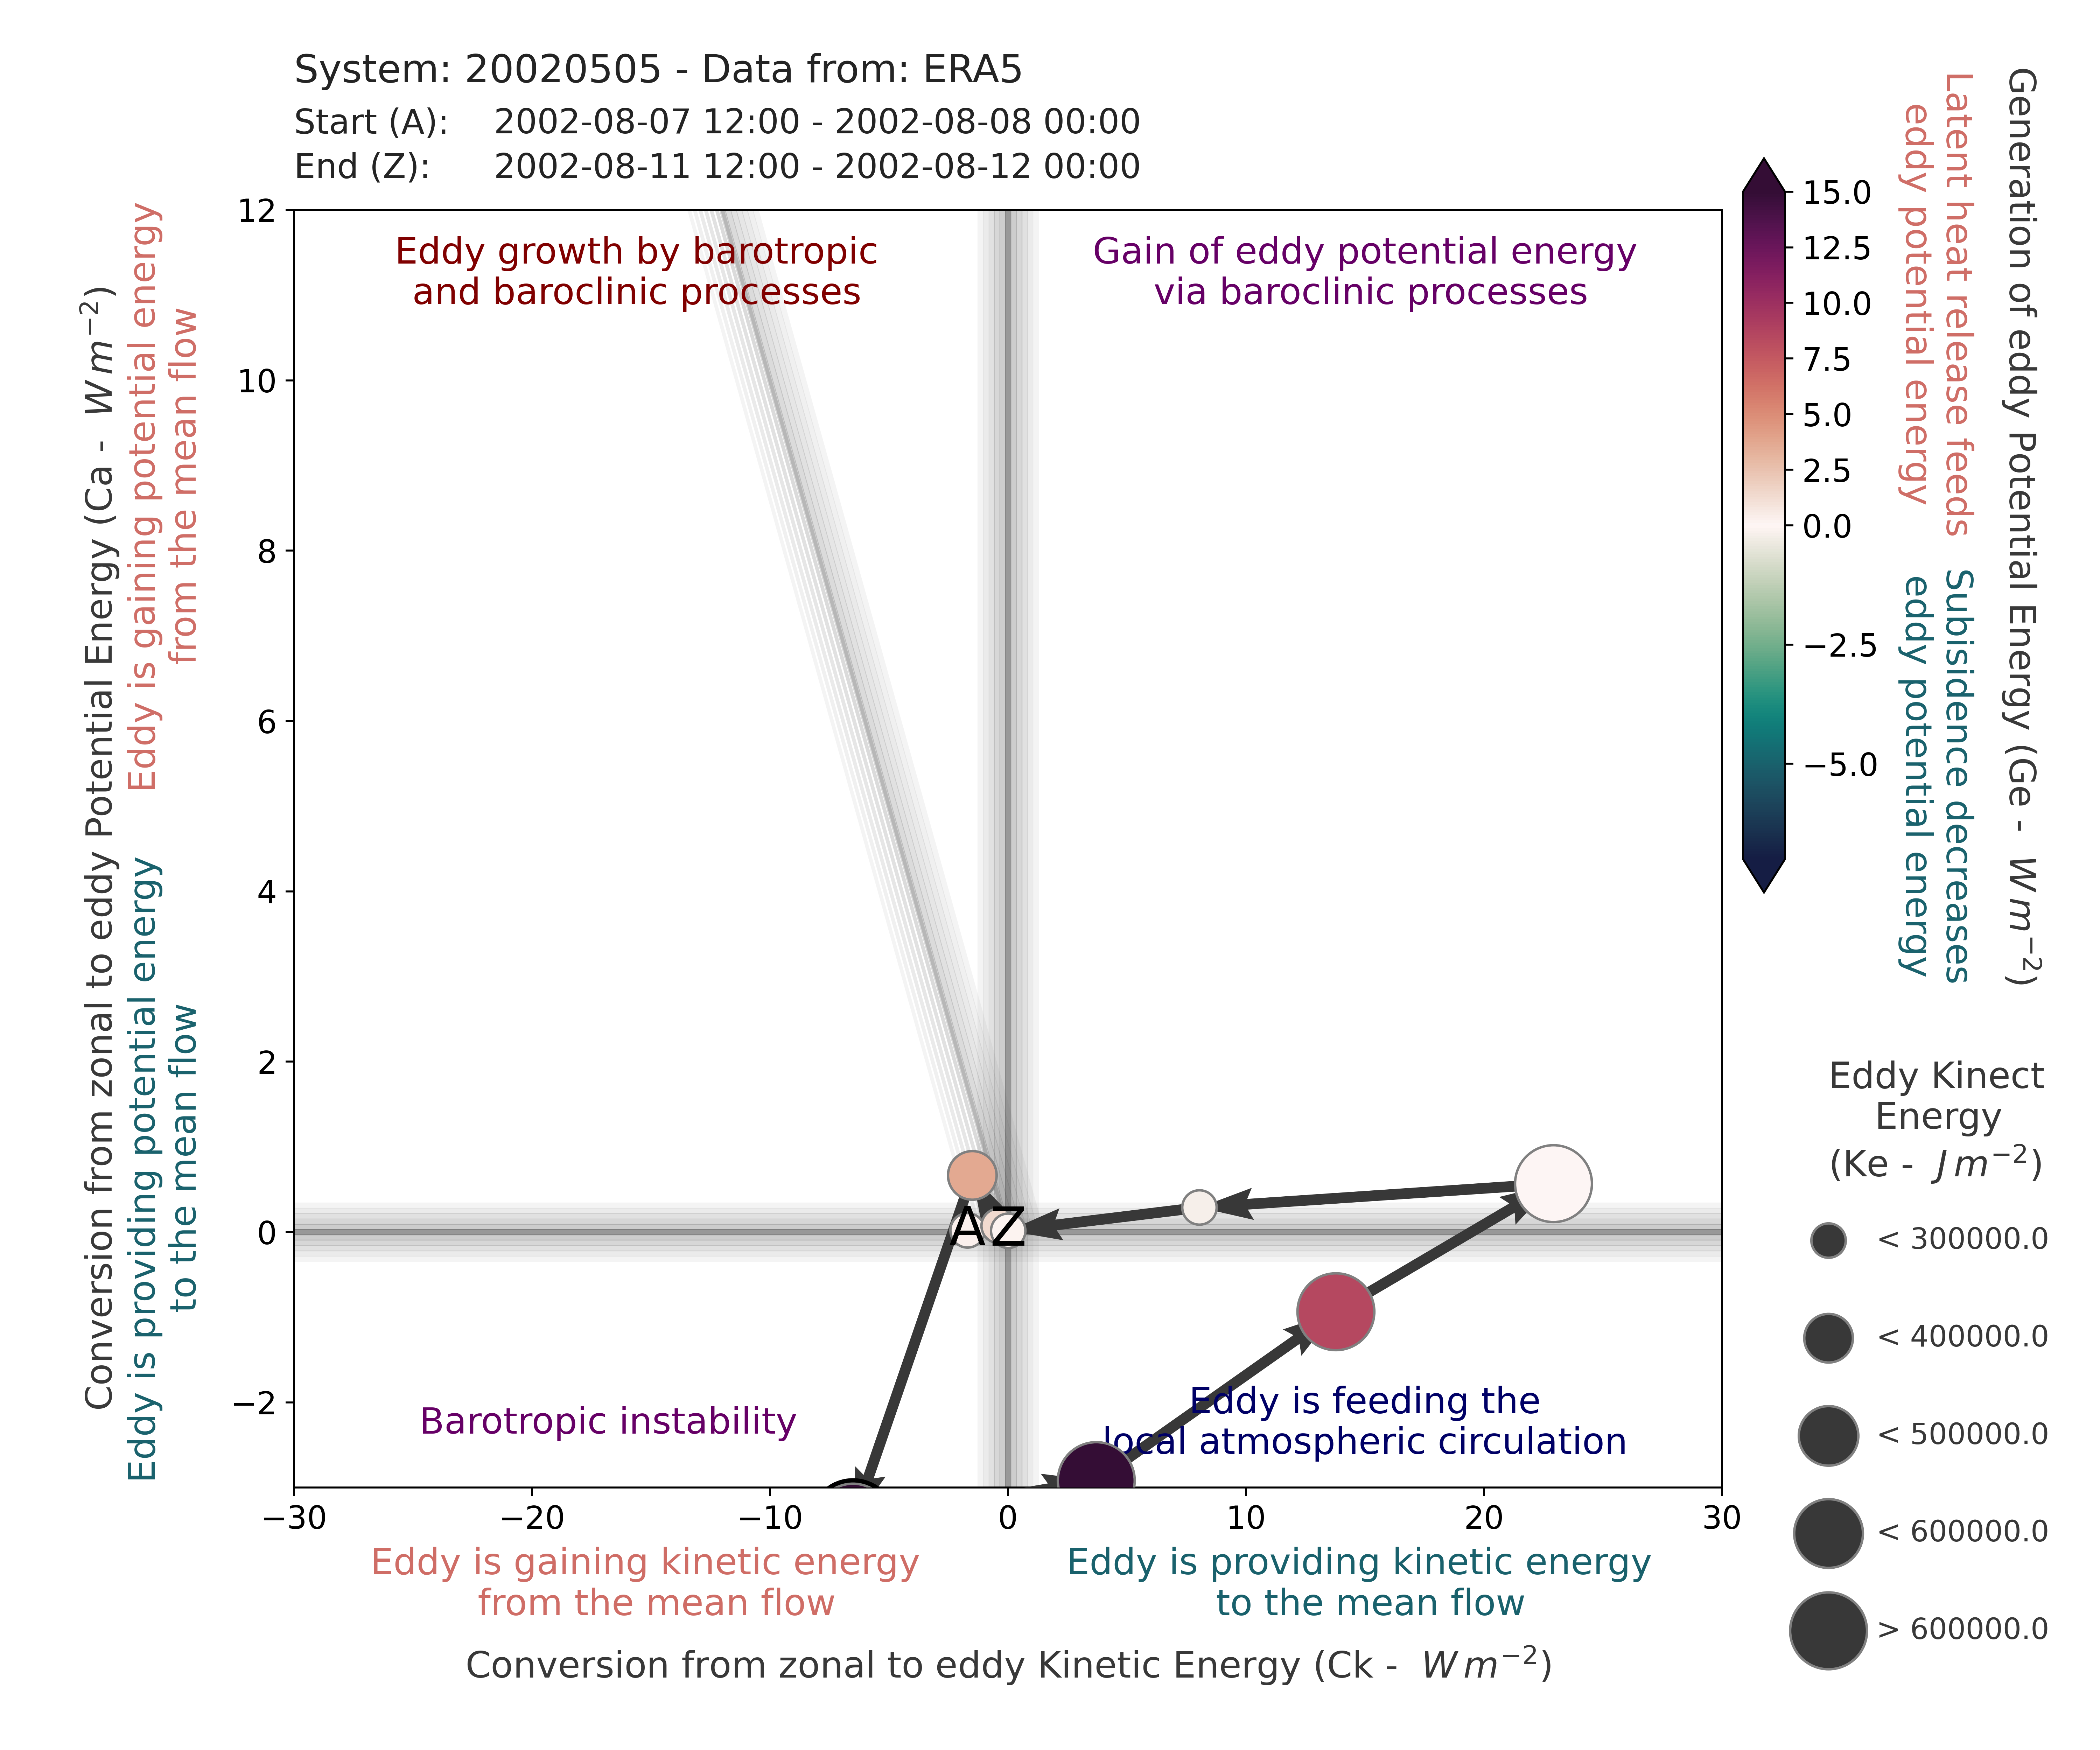 System: 20020505 - Data from: ERA5
Start (A): 2002-08-07 12:00 - 2002-08-08 00:00
End (Z): 2002-08-11 12:00 - 2002-08-12 00:00
Conversion from zonal to eddy Potential Energy (Ca - W m⁻²)
Eddy is gaining potential energy
from the mean flow
Eddy is providing potential energy
to the mean flow
12
10
8
6
4
2
0
−2
Eddy growth by barotropic
and baroclinic processes
Gain of eddy potential energy
via baroclinic processes
A
Z
Barotropic instability
Eddy is feeding the
local atmospheric circulation
−30
−20
−10
0
10
20
30
Eddy is gaining kinetic energy
from the mean flow
Eddy is providing kinetic energy
to the mean flow
Conversion from zonal to eddy Kinetic Energy (Ck - W m⁻²)
15.0
12.5
10.0
7.5
5.0
2.5
0.0
−2.5
−5.0
Latent heat release feeds
eddy potential energy
Subisidence decreases
eddy potential energy
Generation of eddy Potential Energy (Ge - W m⁻²)
Eddy Kinect
Energy
(Ke - J m⁻²)
< 300000.0
< 400000.0
< 500000.0
< 600000.0
> 600000.0